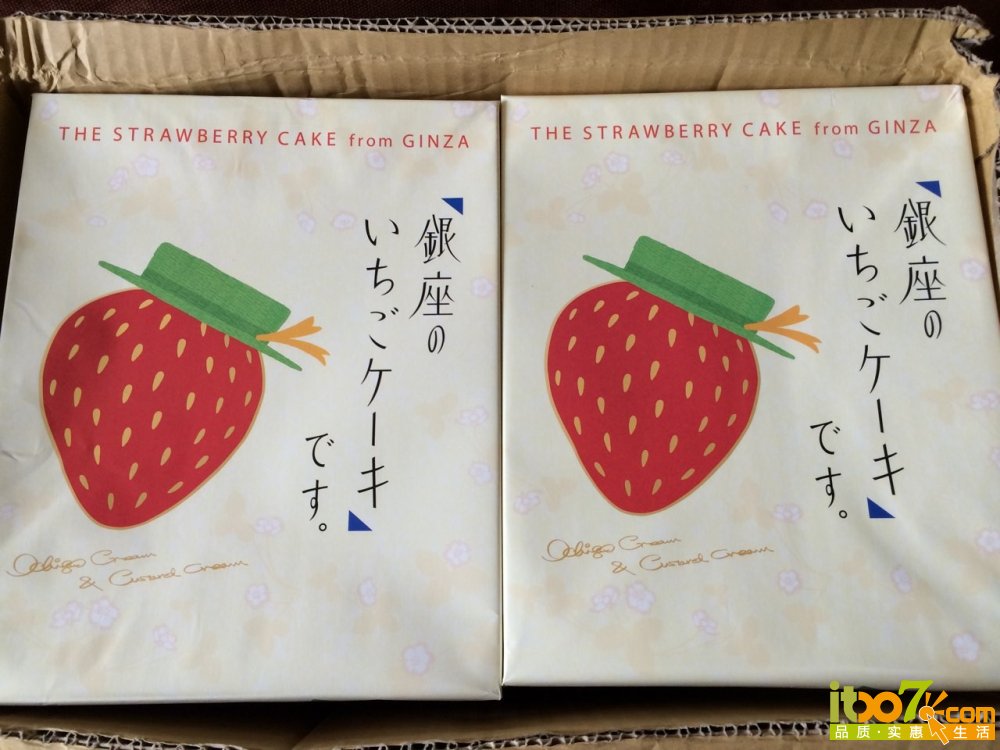 THE STRAWBERRY CAKE from GINZA
「銀座の
いちごケーキ」
です。
Ichigo Cream
& Custard Cream
THE STRAWBERRY CAKE from GINZA
「銀座の
いちごケーキ」
です。
Ichigo Cream
& Custard Cream
itbo7.com
品质·实惠·生活